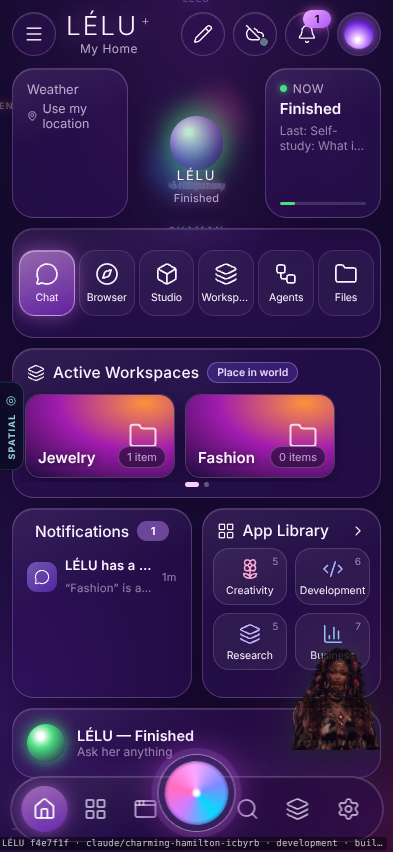 LÉLU +
My Home
1
Weather
Use my
location
LÉLU
Finished
NOW
Finished
Last: Self-
study: What i...
Chat
Browser
Studio
Worksp...
Agents
Files
Active Workspaces
Place in world
SPATIAL
Jewelry
1 item
Fashion
0 items
Notifications
1
LÉLU has a ...
"Fashion" is a...
1m
App Library
Creativity
5
Development
6
Research
5
7
LÉLU — Finished
Ask her anything
LÉLU f4e7f1f · claude/charming-hamilton-icbyrb · development · buil…